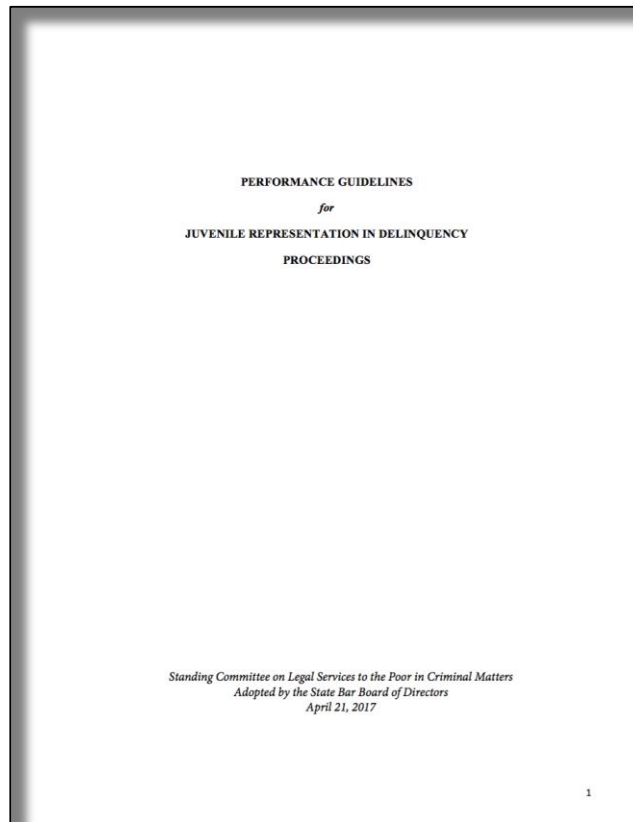 PERFORMANCE GUIDELINES
for
JUVENILE REPRESENTATION IN DELINQUENCY
PROCEEDINGS
Standing Committee on Legal Services to the Poor in Criminal Matters
Adopted by the State Bar Board of Directors
April 21, 2017
1